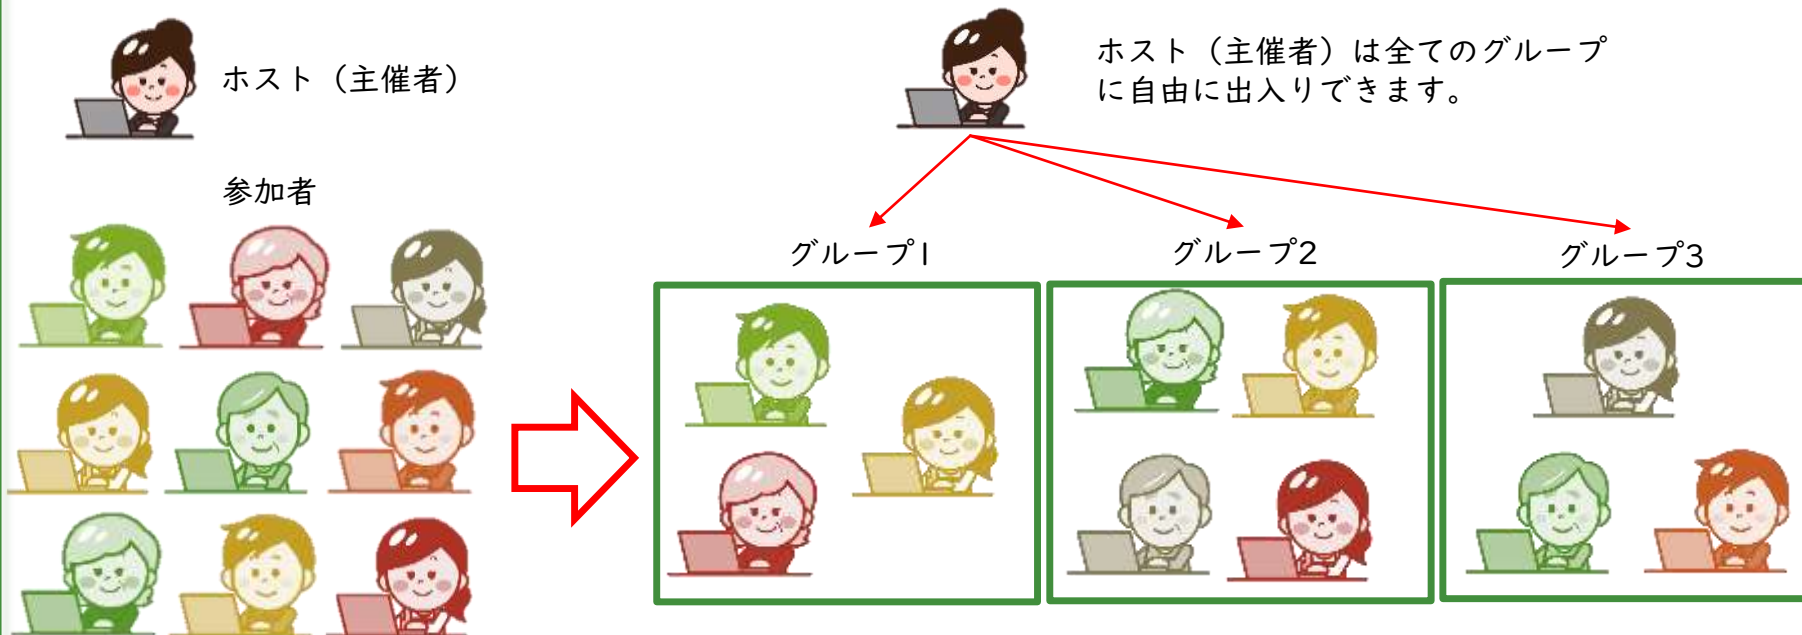 ホスト（主催者）
参加者
ホスト（主催者）は全てのグループ
に自由に出入りできます。
グループ1
グループ2
グループ3